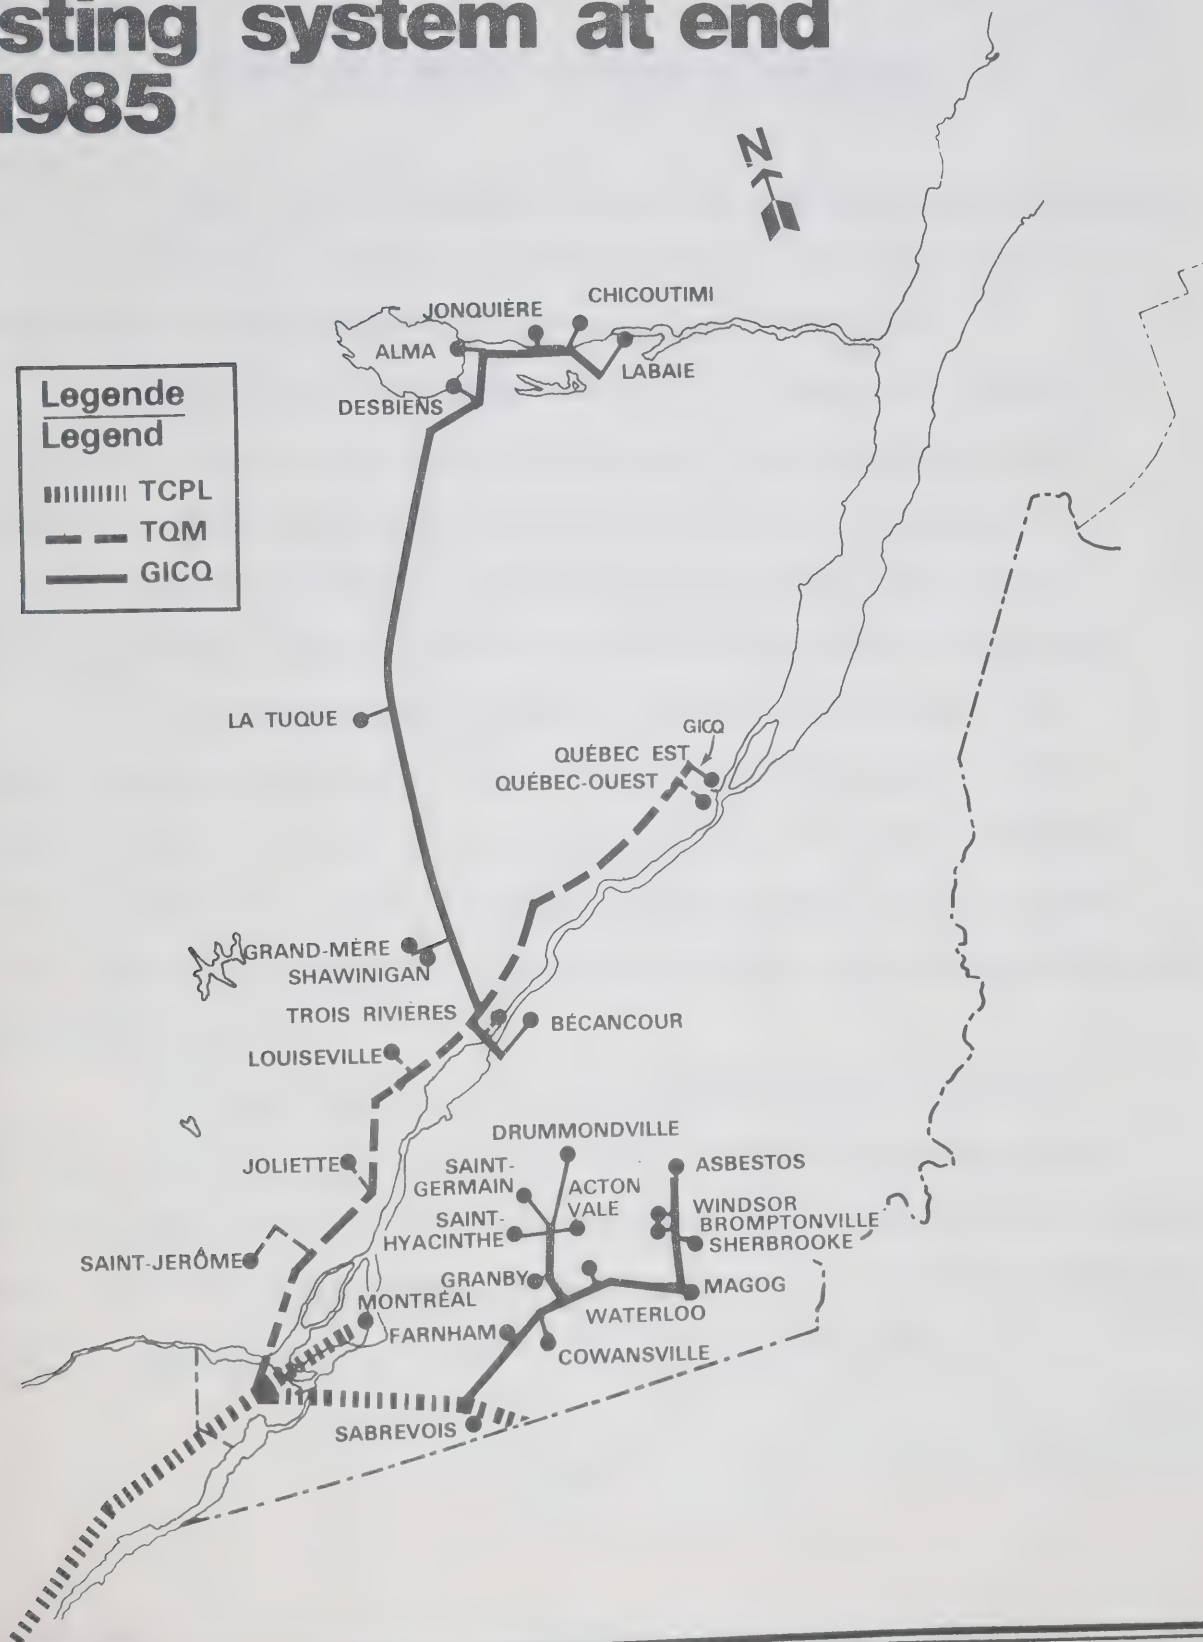 sting system at end
1985
N
JONQUIÈRE
CHICOUTIMI
ALMA
LABAIE
DESBIENS
Legende
Legend
TCPL
TQM
GICQ
LA TUQUE
GICQ
QUÉBEC EST
QUÉBEC-OUEST
GRAND-MÈRE
SHAWINIGAN
TROIS RIVIÈRES
BÉCANCOUR
LOUISEVILLE
DRUMMONDVILLE
JOLIETTE
SAINT-
GERMAIN
ACTON
VALE
ASBESTOS
SAINT-
HYACINTHE
WINDSOR
BROMPTONVILLE
SHERBROOKE
SAINT-JERÔME
GRANBY
MAGOG
MONTRÉAL
WATERLOO
FARNHAM
COWANSVILLE
SABREVOIS